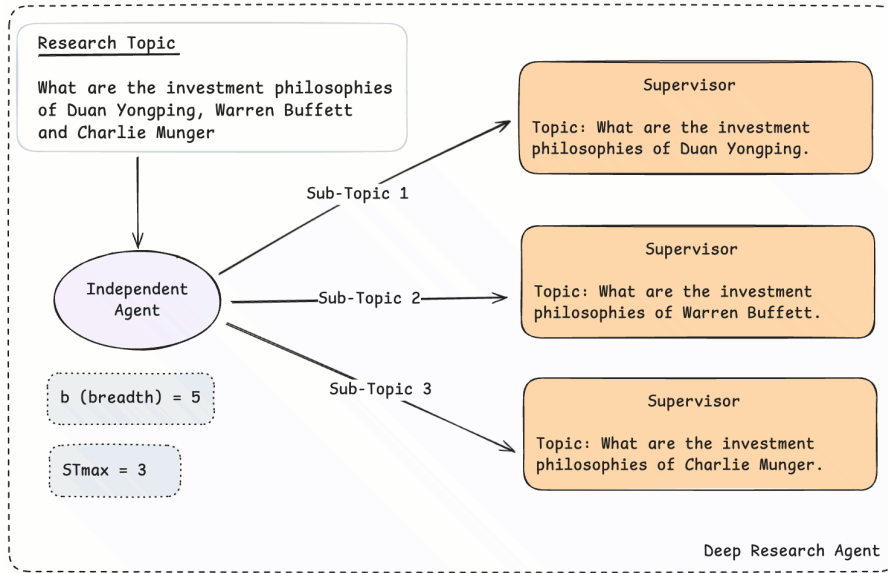 Research Topic
What are the investment philosophies
of Duan Yongping, Warren Buffett
and Charlie Munger
Independent
Agent
b (breadth) = 5
STmax = 3
Sub-Topic 1
Sub-Topic 2
Sub-Topic 3
Supervisor
Topic: What are the investment
philosophies of Duan Yongping.
Supervisor
Topic: What are the investment
philosophies of Warren Buffett.
Supervisor
Topic: What are the investment
philosophies of Charlie Munger.
Deep Research Agent